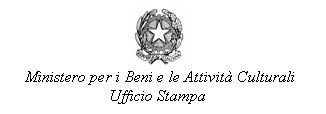 Ministero per i Beni e le Attività Culturali
Ufficio Stampa